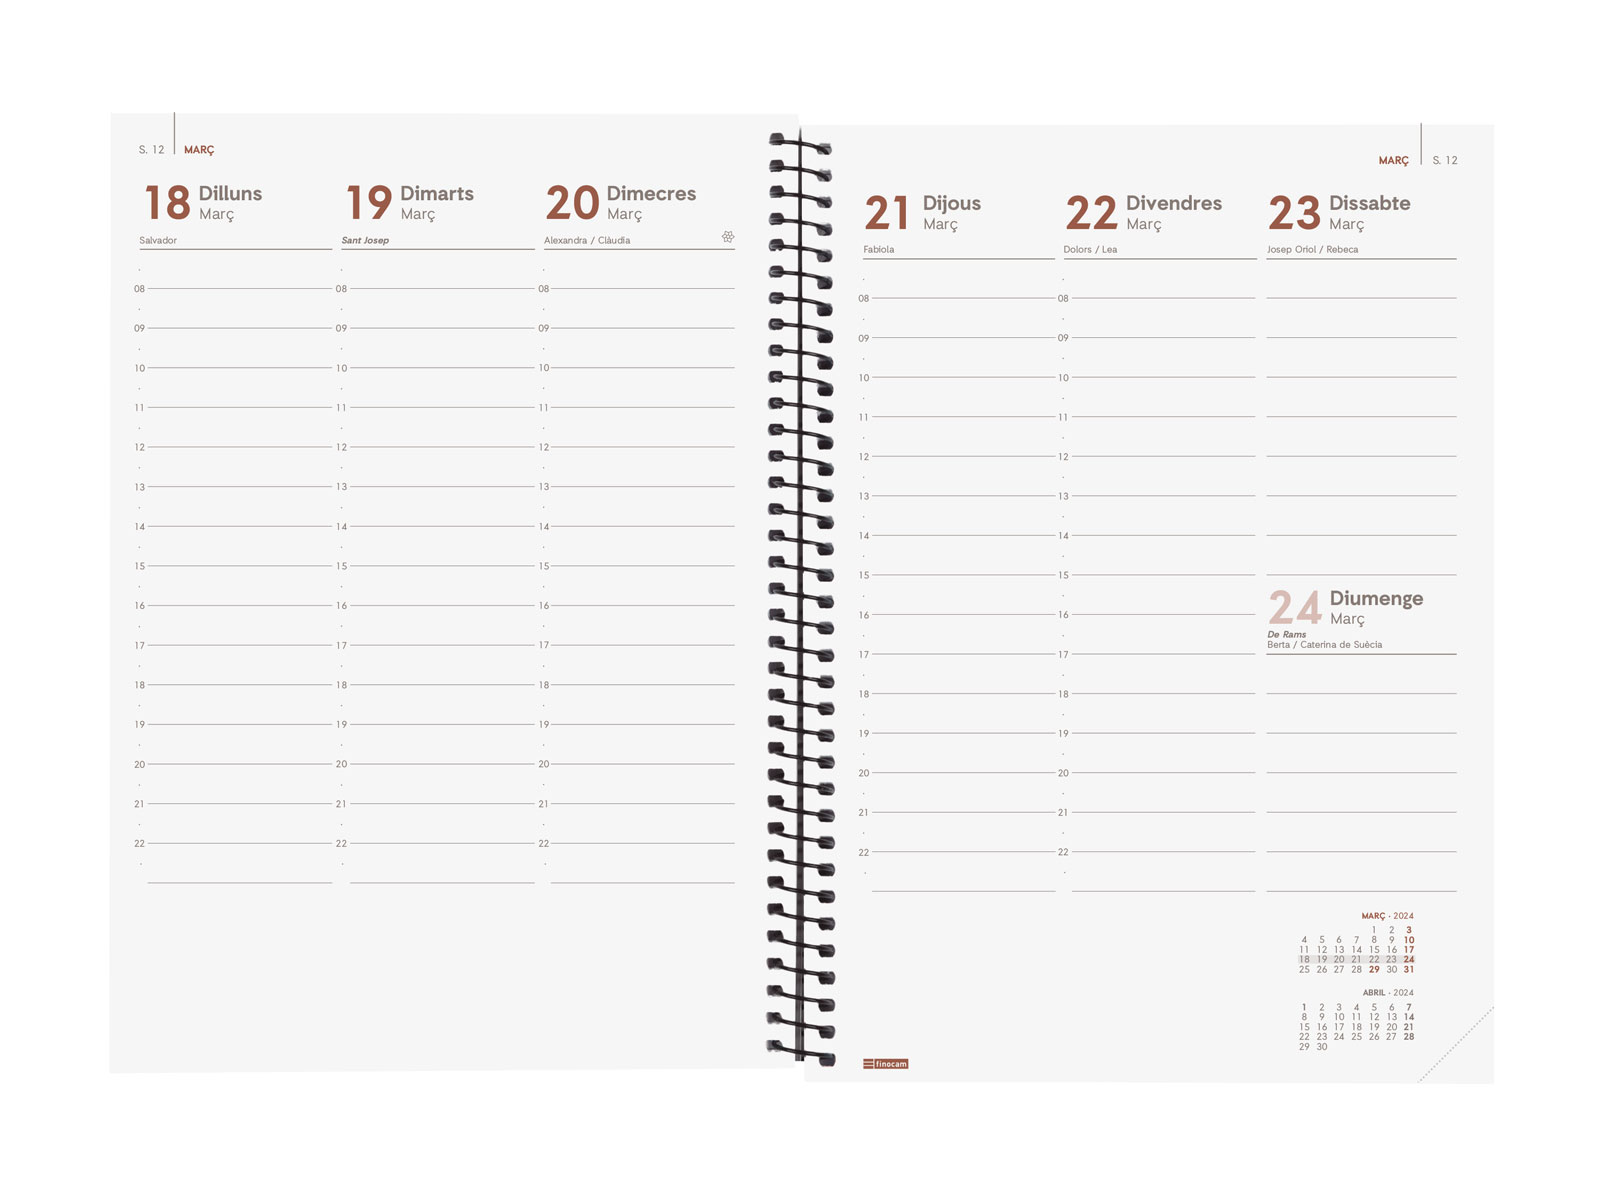 S. 12 MARÇ
18 Dilluns
Març
Salvador
08
09
10
11
12
13
14
15
16
17
18
19
20
21
22
19 Dimarts
Març
Sant Josep
08
09
10
11
12
13
14
15
16
17
18
19
20
21
22
20 Dimecres
Març
Alexandra / Clàudia
08
09
10
11
12
13
14
15
16
17
18
19
20
21
22
MARÇ S. 12
21 Dijous
Març
Fabiola
08
09
10
11
12
13
14
15
16
17
18
19
20
21
22
22 Divendres
Març
Dolors / Lea
08
09
10
11
12
13
14
15
16
17
18
19
20
21
22
23 Dissabte
Març
Josep Oriol / Rebeca
24 Diumenge
Març
De Rams
Berta / Caterina de Suècia
MARÇ · 2024
1 2 3
4 5 6 7 8 9 10
11 12 13 14 15 16 17
18 19 20 21 22 23 24
25 26 27 28 29 30 31
ABRIL · 2024
1 2 3 4 5 6 7
8 9 10 11 12 13 14
15 16 17 18 19 20 21
22 23 24 25 26 27 28
29 30
finocam